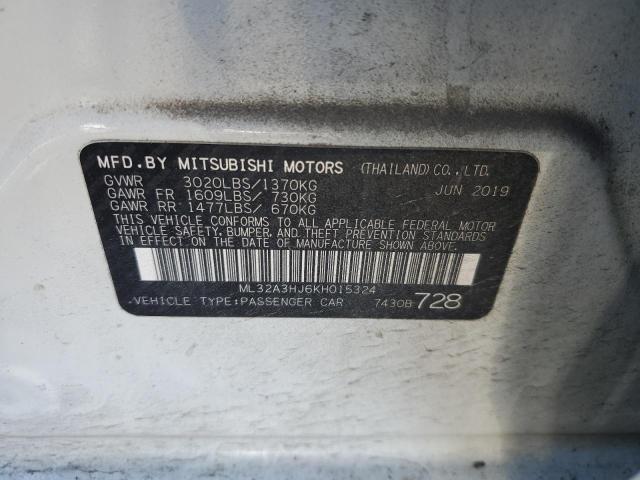 MFD.BY MITSUBISHI MOTORS (THAILAND) CO.,LTD.
GVWR 3020LBS/1370KG JUN 2019
GAWR FR 1609LBS/ 730KG
GAWR RR 1477LBS/ 670KG
THIS VEHICLE CONFORMS TO ALL APPLICABLE FEDERAL MOTOR
VEHICLE SAFETY, BUMPER, AND THEFT PREVENTION STANDARDS
IN EFFECT ON THE DATE OF MANUFACTURE SHOWN ABOVE.
ML32A3HJ6KH015324
VEHICLE TYPE:PASSENGER CAR 7430B 728